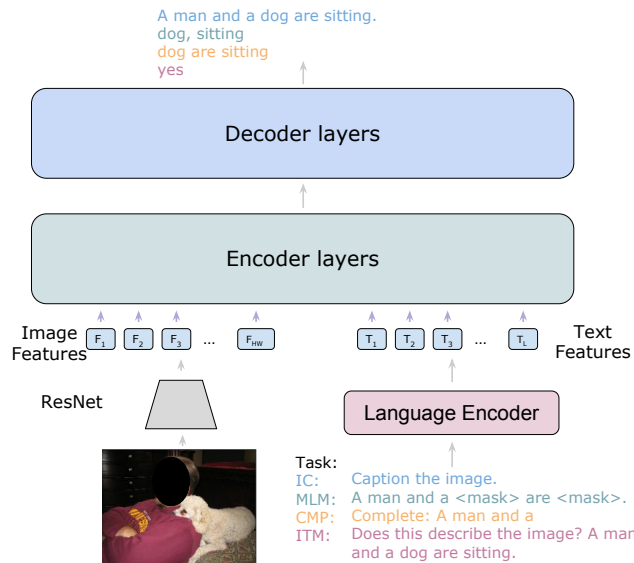 A man and a dog are sitting.
dog, sitting
dog are sitting
yes
Decoder layers
Encoder layers
Image
Features
F1 F2 F3 ... FHW
T1 T2 T3 ... TL
Text
Features
ResNet
Language Encoder
Task:
IC: Caption the image.
MLM: A man and a <mask> are <mask>.
CMP: Complete: A man and a
ITM: Does this describe the image? A man
and a dog are sitting.